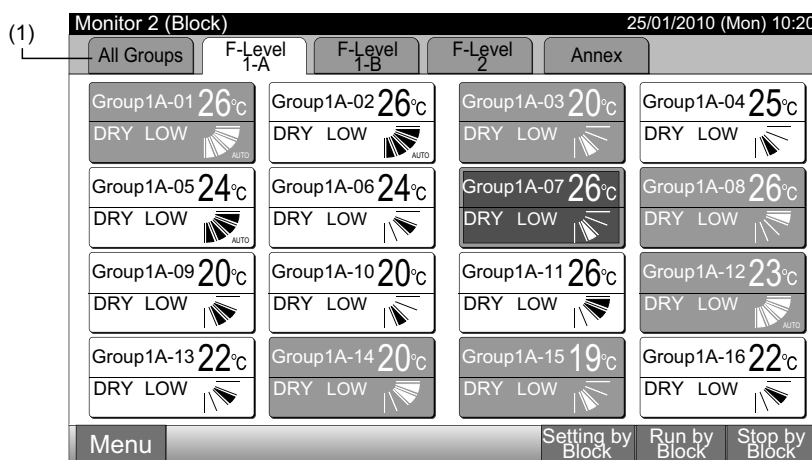 Monitor 2 (Block) 25/01/2010 (Mon) 10:20
(1)
All Groups F-Level 1-A F-Level 1-B F-Level 2 Annex
Group1A-01 26°C Group1A-02 26°C Group1A-03 20°C Group1A-04 25°C
DRY LOW AUTO DRY LOW AUTO DRY LOW DRY LOW
Group1A-05 24°C Group1A-06 24°C Group1A-07 26°C Group1A-08 26°C
DRY LOW AUTO DRY LOW DRY LOW DRY LOW
Group1A-09 20°C Group1A-10 20°C Group1A-11 26°C Group1A-12 23°C
DRY LOW DRY LOW DRY LOW DRY LOW AUTO
Group1A-13 22°C Group1A-14 20°C Group1A-15 19°C Group1A-16 22°C
DRY LOW DRY LOW DRY LOW DRY LOW
Menu Setting by Block Run by Block Stop by Block